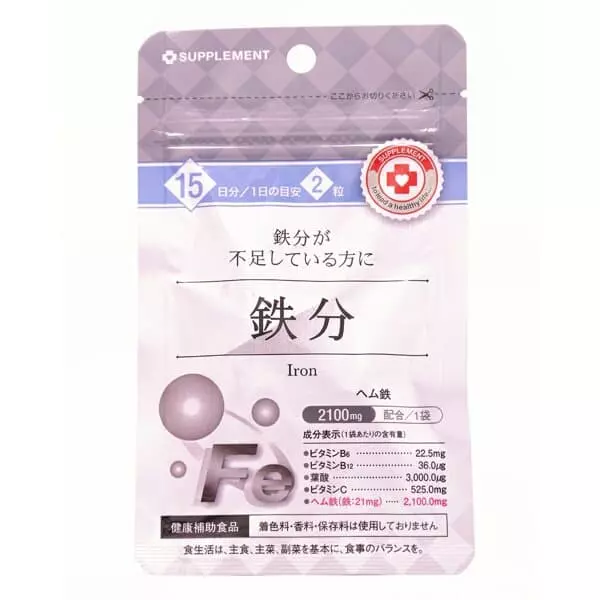 SUPPLEMENT
ここからお切りください
15日分/1日の目安2粒
SUPPLEMENT
to lead a healthy life...
鉄分が
不足している方に
鉄分
Iron
ヘム鉄
2100mg 配合/1袋
成分表示(1袋あたりの含有量)
●ビタミンB6 ………………… 22.5mg
●ビタミンB12 ………………… 36.0μg
●葉酸 ………………… 3,000.0μg
●ビタミンC ………………… 525.0mg
●ヘム鉄(鉄:21mg) ‥‥ 2,100.0mg
Fe
健康補助食品 着色料・香料・保存料は使用しておりません
食生活は、主食、主菜、副菜を基本に、食事のバランスを。